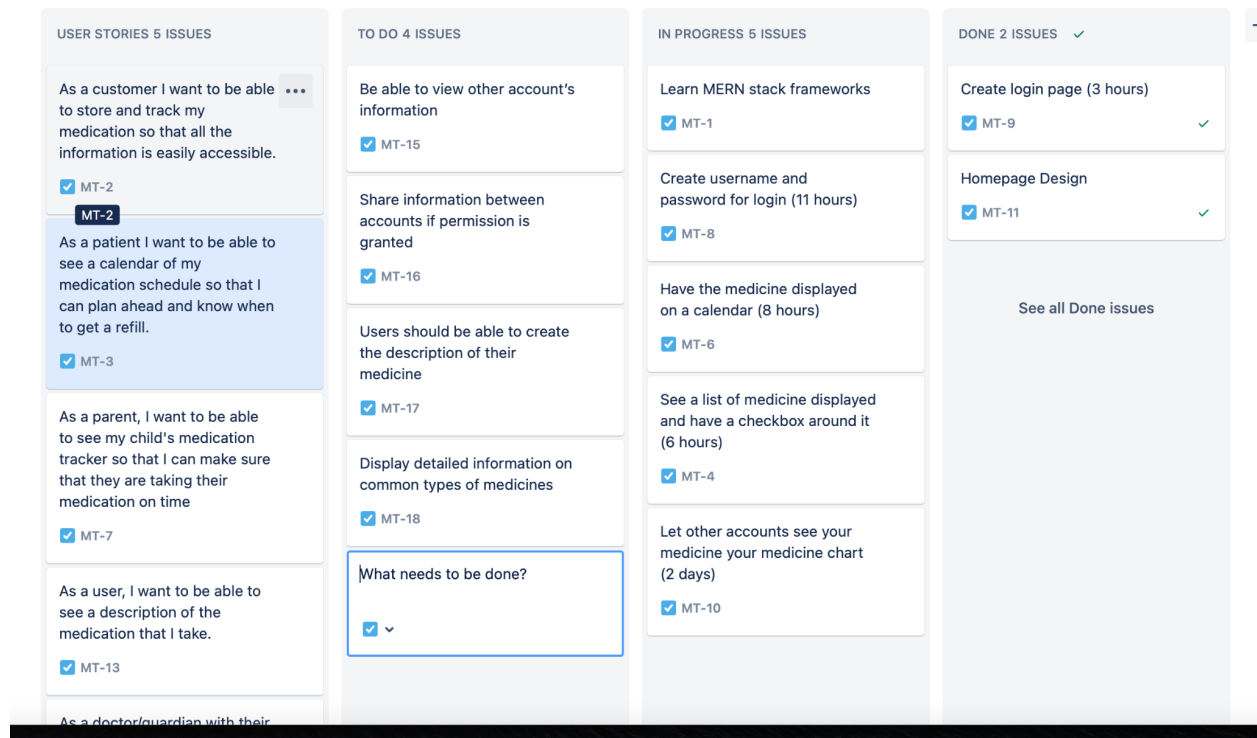 USER STORIES 5 ISSUES
As a customer I want to be able
to store and track my
medication so that all the
information is easily accessible.
MT-2
MT-2
As a patient I want to be able to
see a calendar of my
medication schedule so that I
can plan ahead and know when
to get a refill.
MT-3
As a parent, I want to be able
to see my child's medication
tracker so that I can make sure
that they are taking their
medication on time
MT-7
As a user, I want to be able to
see a description of the
medication that I take.
MT-13
As a doctor/guardian with their
TO DO 4 ISSUES
Be able to view other account's
information
MT-15
Share information between
accounts if permission is
granted
MT-16
Users should be able to create
the description of their
medicine
MT-17
Display detailed information on
common types of medicines
MT-18
What needs to be done?
IN PROGRESS 5 ISSUES
Learn MERN stack frameworks
MT-1
Create username and
password for login (11 hours)
MT-8
Have the medicine displayed
on a calendar (8 hours)
MT-6
See a list of medicine displayed
and have a checkbox around it
(6 hours)
MT-4
Let other accounts see your
medicine your medicine chart
(2 days)
MT-10
DONE 2 ISSUES
Create login page (3 hours)
MT-9
Homepage Design
MT-11
See all Done issues